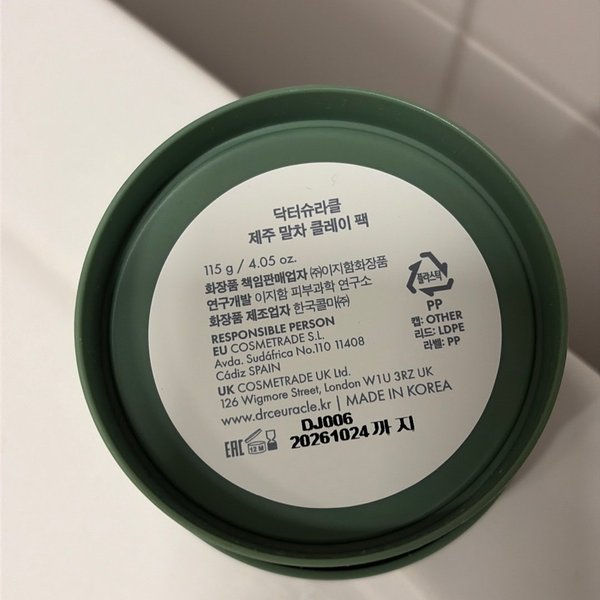 닥터슈라클
제주 말차 클레이 팩
115 g / 4.05 oz.
화장품 책임판매업자 ㈜이지함화장품
연구개발 이지함 피부과학 연구소
화장품 제조업자 한국콜마㈜
플라스틱
PP
캡: OTHER
리드: LDPE
라벨: PP
RESPONSIBLE PERSON
EU COSMETRADE S.L.
Avda. Sudáfrica No.110 11408
Cádiz SPAIN
UK COSMETRADE UK Ltd.
126 Wigmore Street, London W1U 3RZ UK
www.drceuracle.kr | MADE IN KOREA
EAC 12 M
DJ006
20261024 까지